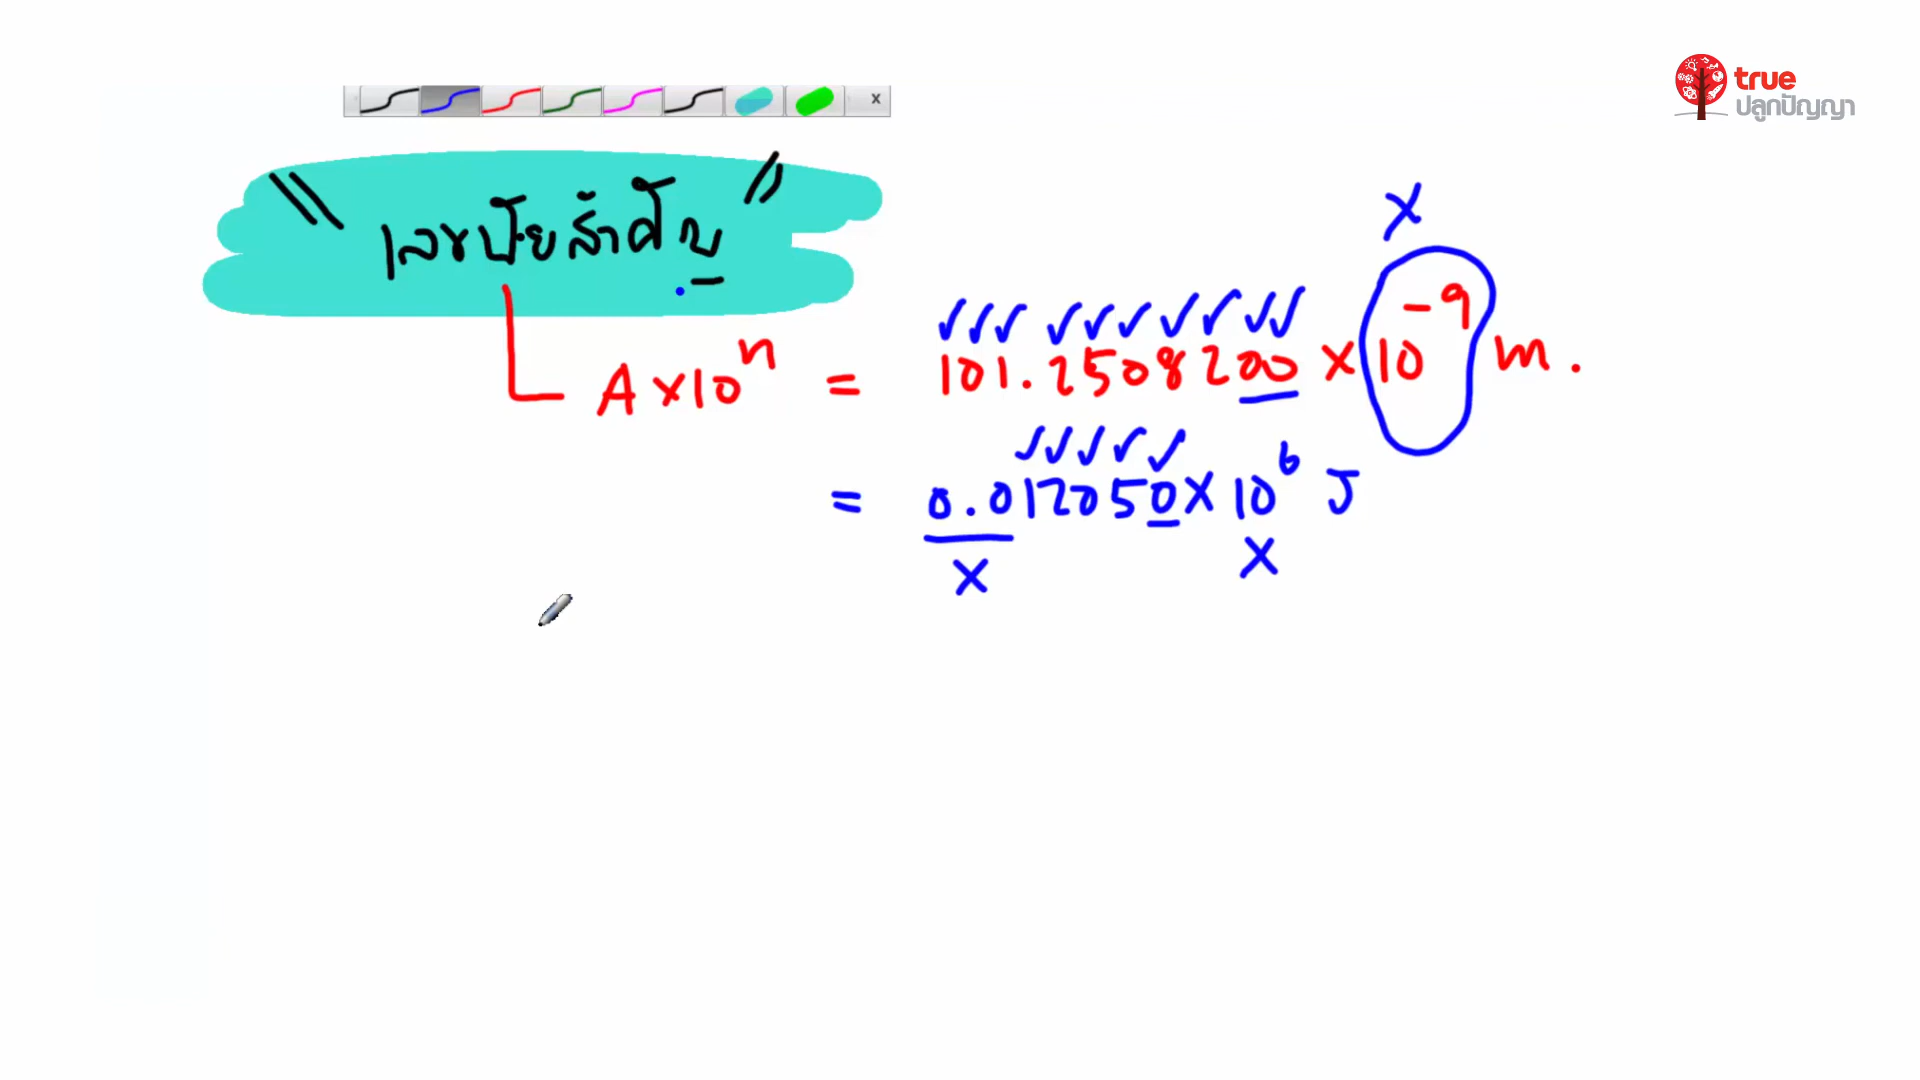 true
ปลูกปัญญา
x
"เลขนัยสำคัญ"
x
✓✓✓ ✓✓✓✓✓✓✓
A × 10ⁿ = 101.2508200 × 10⁻⁹ m.
✓✓✓✓✓
= 0.012050 × 10⁶ J
x x